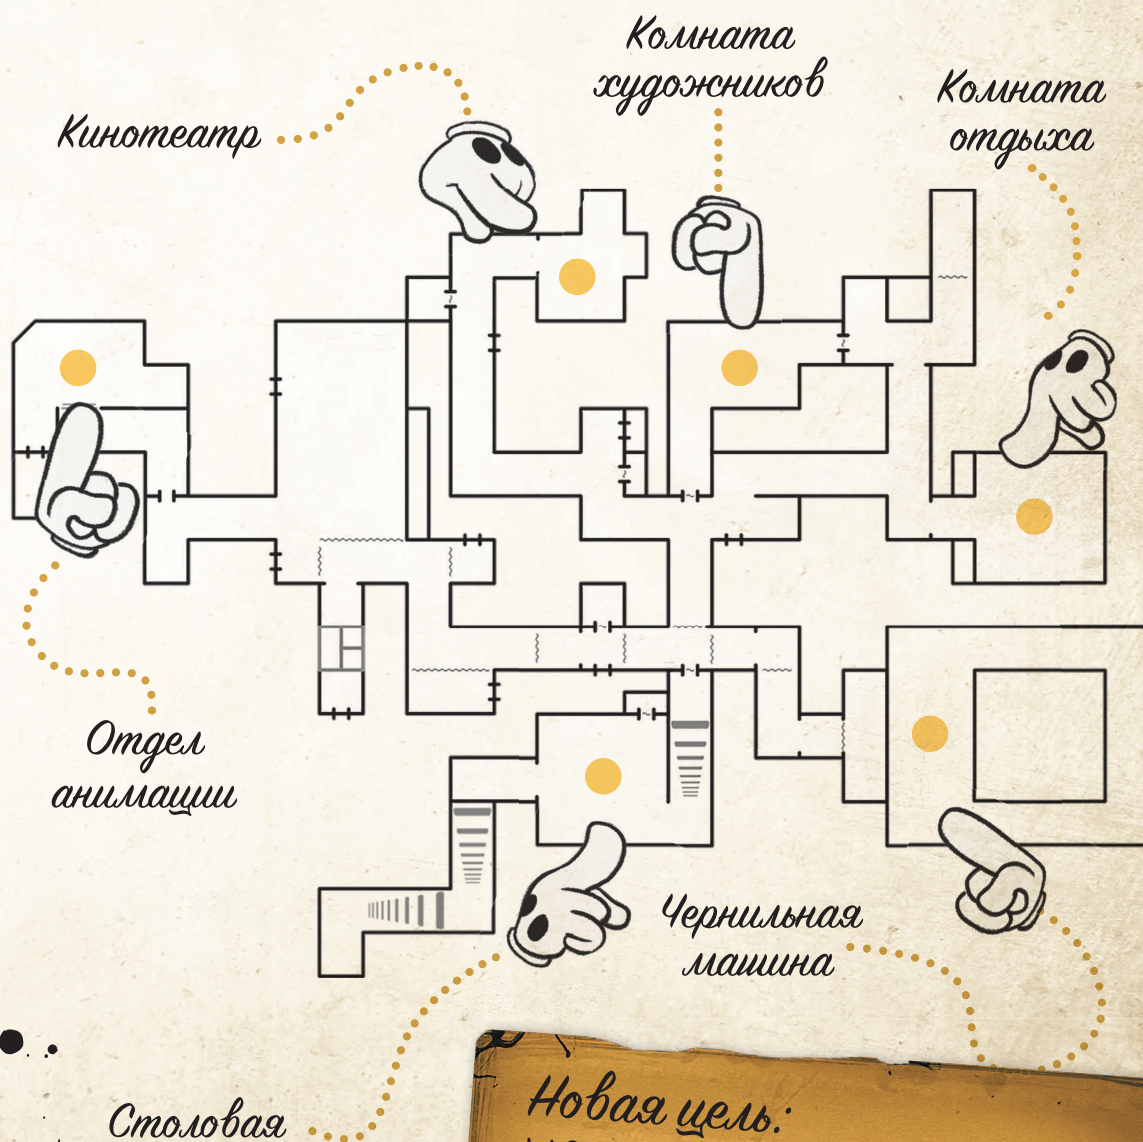 Комната
художников
Комната
отдыха
Кинотеатр
Отдел
анимации
Чернильная
машина
Столовая
Новая цель: